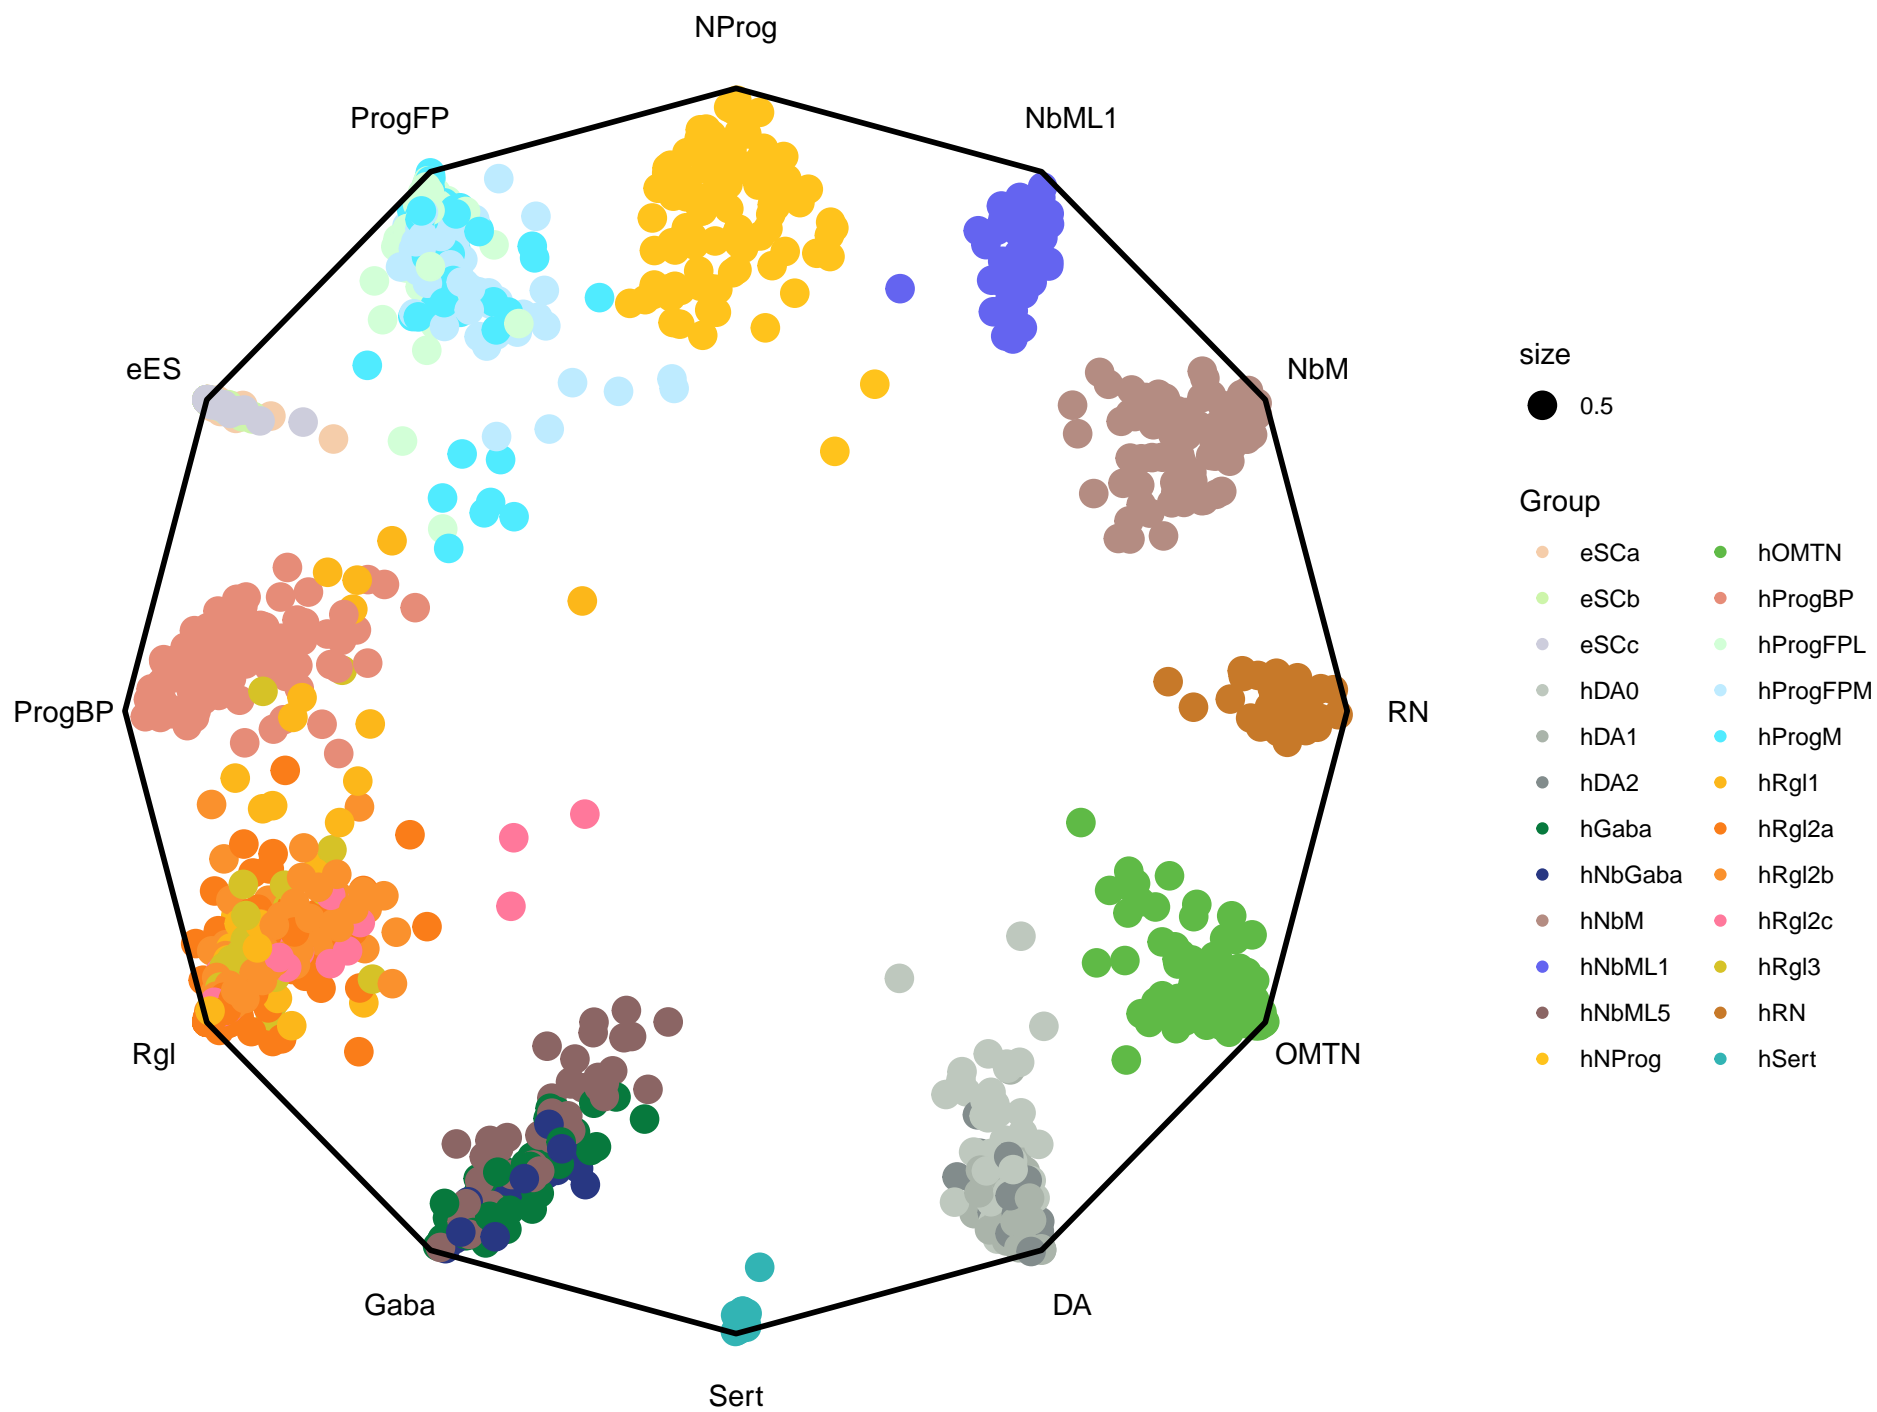 NProg
ProgFP
NbML1
eES
NbM
ProgBP
RN
Rgl
OMTN
Gaba
DA
Sert
size
0.5
Group
eSCa
eSCb
eSCc
hDA0
hDA1
hDA2
hGaba
hNbGaba
hNbM
hNbML1
hNbML5
hNProg
hOMTN
hProgBP
hProgFPL
hProgFPM
hProgM
hRgl1
hRgl2a
hRgl2b
hRgl2c
hRgl3
hRN
hSert